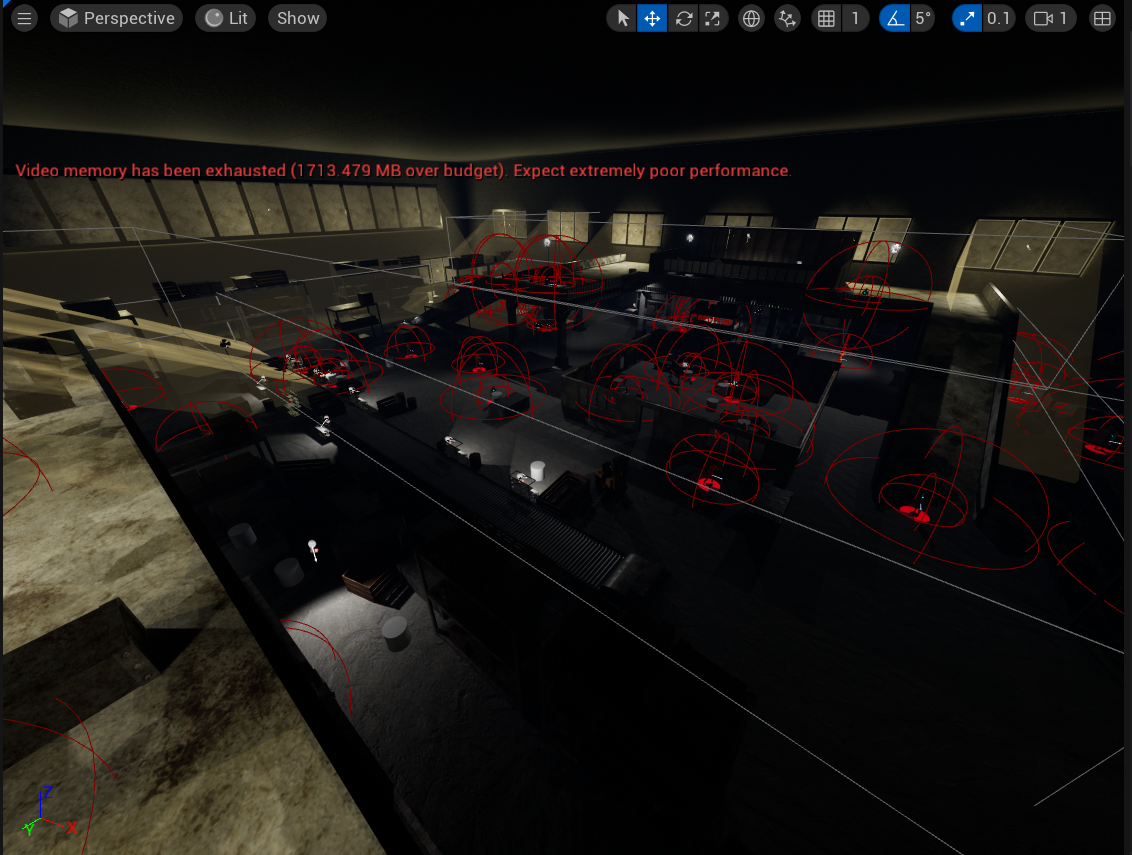 Perspective Lit Show 1 5° 0.1 1
Video memory has been exhausted (1713.479 MB over budget). Expect extremely poor performance.
Z
Y X